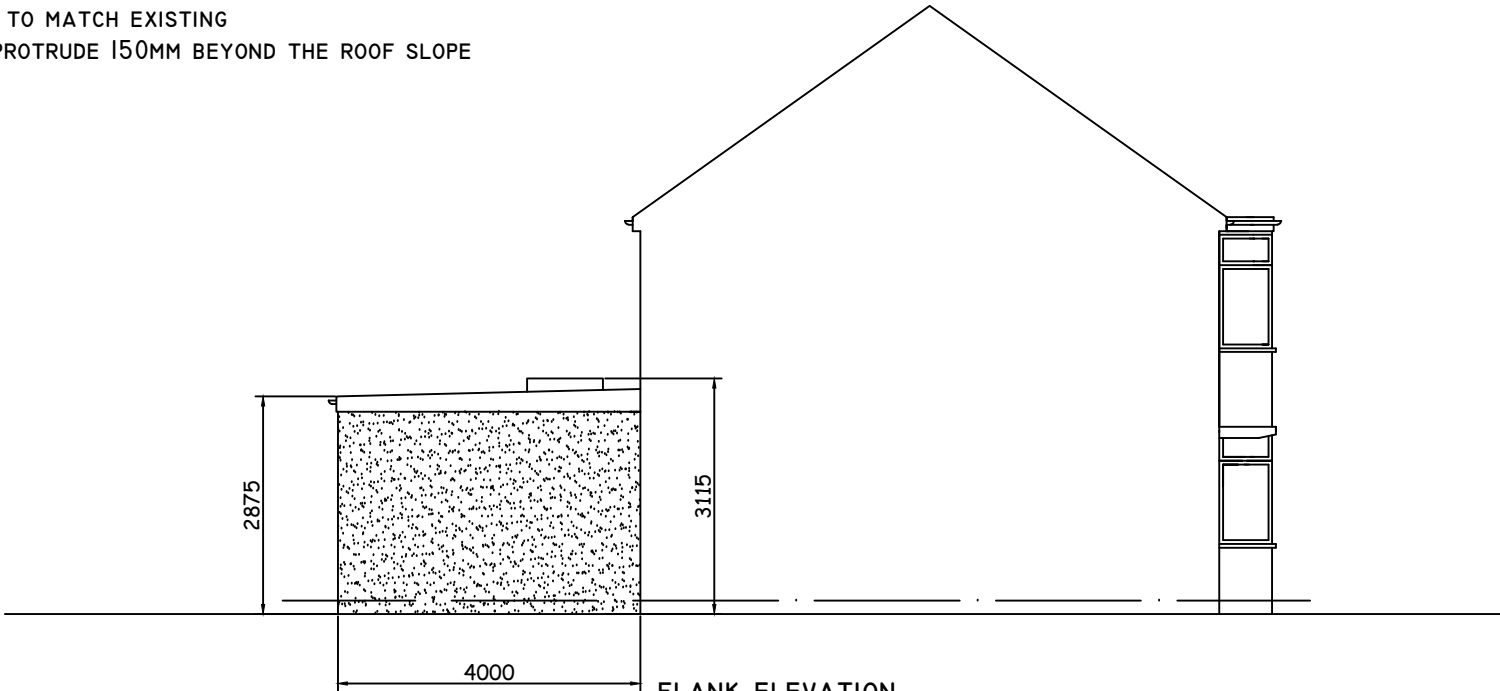 TO MATCH EXISTING
PROTRUDE 150MM BEYOND THE ROOF SLOPE
2875
3115
4000
FLANK ELEVATION